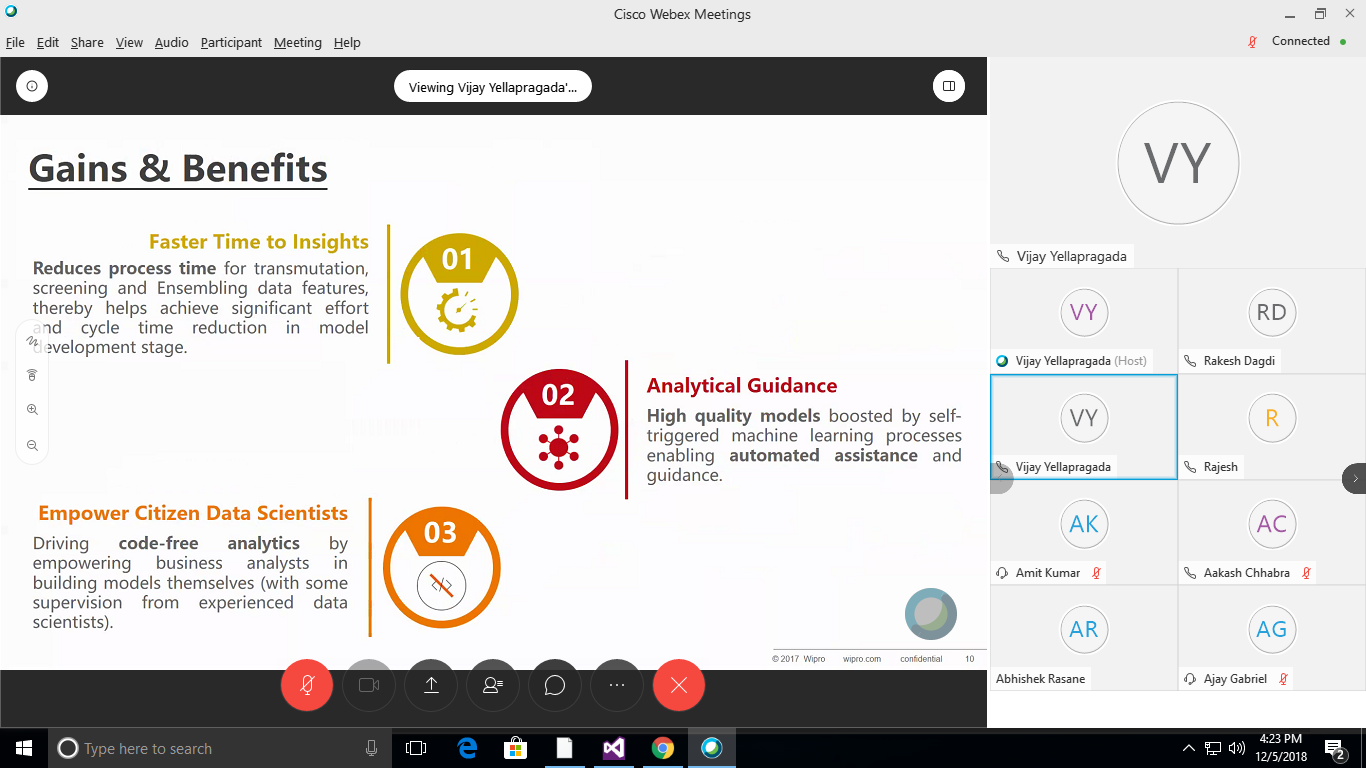 Cisco Webex Meetings
File Edit Share View Audio Participant Meeting Help
Connected
Viewing Vijay Yellapragada'...
Gains & Benefits
Faster Time to Insights
Reduces process time for transmutation,
screening and Ensembling data features,
thereby helps achieve significant effort
and cycle time reduction in model
development stage.
01
02
Analytical Guidance
High quality models boosted by self-
triggered machine learning processes
enabling automated assistance and
guidance.
Empower Citizen Data Scientists
Driving code-free analytics by
empowering business analysts in
building models themselves (with some
supervision from experienced data
scientists).
03
© 2017 Wipro wipro.com confidential 10
VY
Vijay Yellapragada
VY
Vijay Yellapragada (Host)
RD
Rakesh Dagdi
VY
Vijay Yellapragada
R
Rajesh
AK
Amit Kumar
AC
Aakash Chhabra
AR
Abhishek Rasane
AG
Ajay Gabriel
Type here to search
4:23 PM
12/5/2018
2